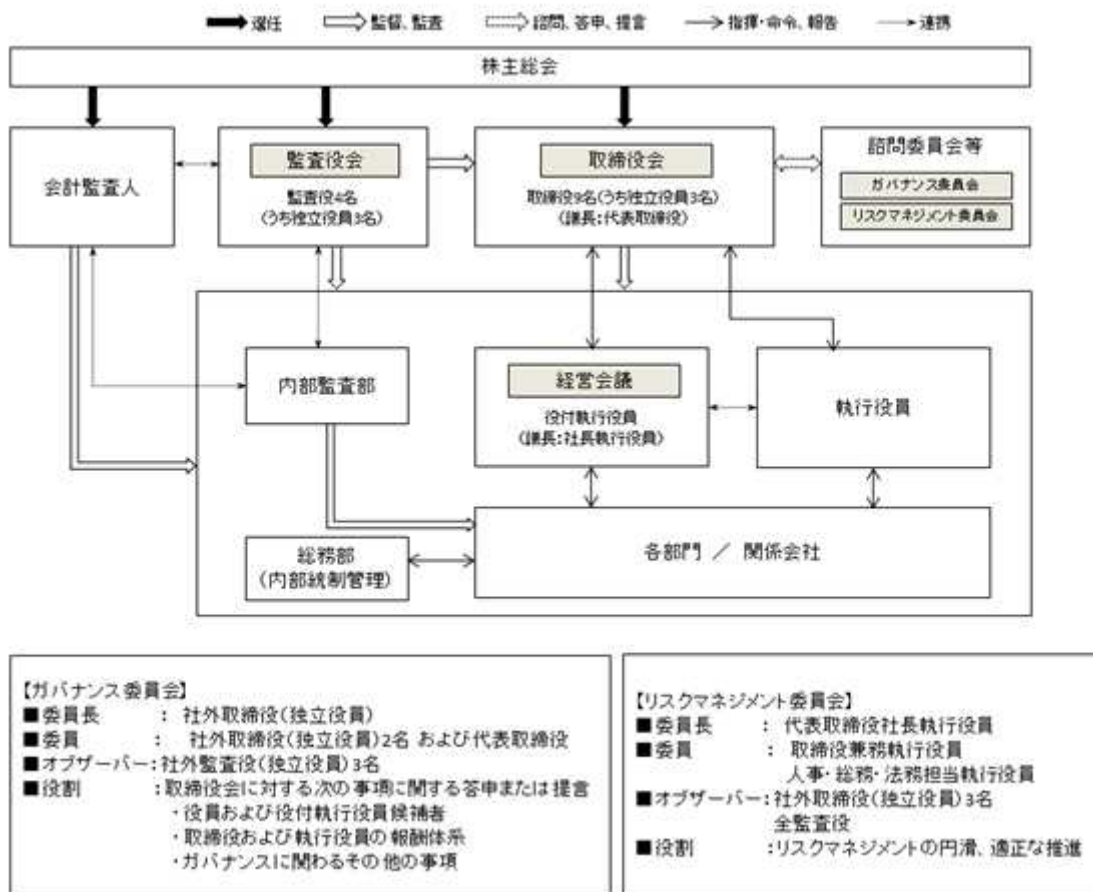 選任 監督、監査 諮問、答申、提言 指揮・命令、報告 連携
株主総会
会計監査人
監査役会
監査役4名
(うち独立役員3名)
取締役会
取締役9名(うち独立役員3名)
(議長:代表取締役)
諮問委員会等
ガバナンス委員会
リスクマネジメント委員会
内部監査部
経営会議
役付執行役員
(議長:社長執行役員)
執行役員
総務部
(内部統制管理)
各部門 / 関係会社
【ガバナンス委員会】
■委員長 : 社外取締役(独立役員)
■委員 : 社外取締役(独立役員)2名 および代表取締役
■オブザーバー:社外監査役(独立役員)3名
■役割 :取締役会に対する次の事項に関する答申または提言
・役員および役付執行役員候補者
・取締役および執行役員の報酬体系
・ガバナンスに関わるその他の事項
【リスクマネジメント委員会】
■委員長 : 代表取締役社長執行役員
■委員 : 取締役兼務執行役員
人事・総務・法務担当執行役員
■オブザーバー:社外取締役(独立役員)3名
全監査役
■役割 :リスクマネジメントの円滑、適正な推進